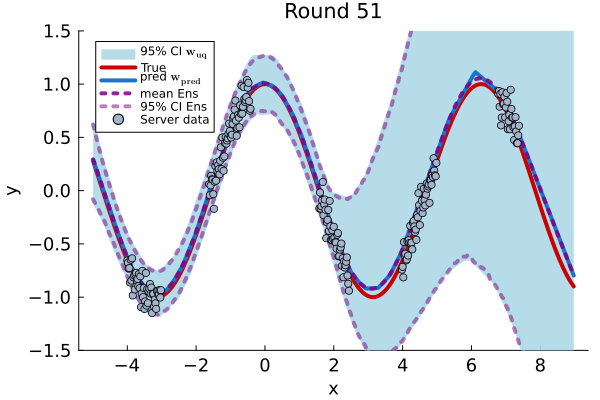 Round 51
1.5
1.0
0.5
0.0
−0.5
−1.0
−1.5
y
95% CI w_uq
True
pred w_pred
mean Ens
95% CI Ens
Server data
−4 −2 0 2 4 6 8
x